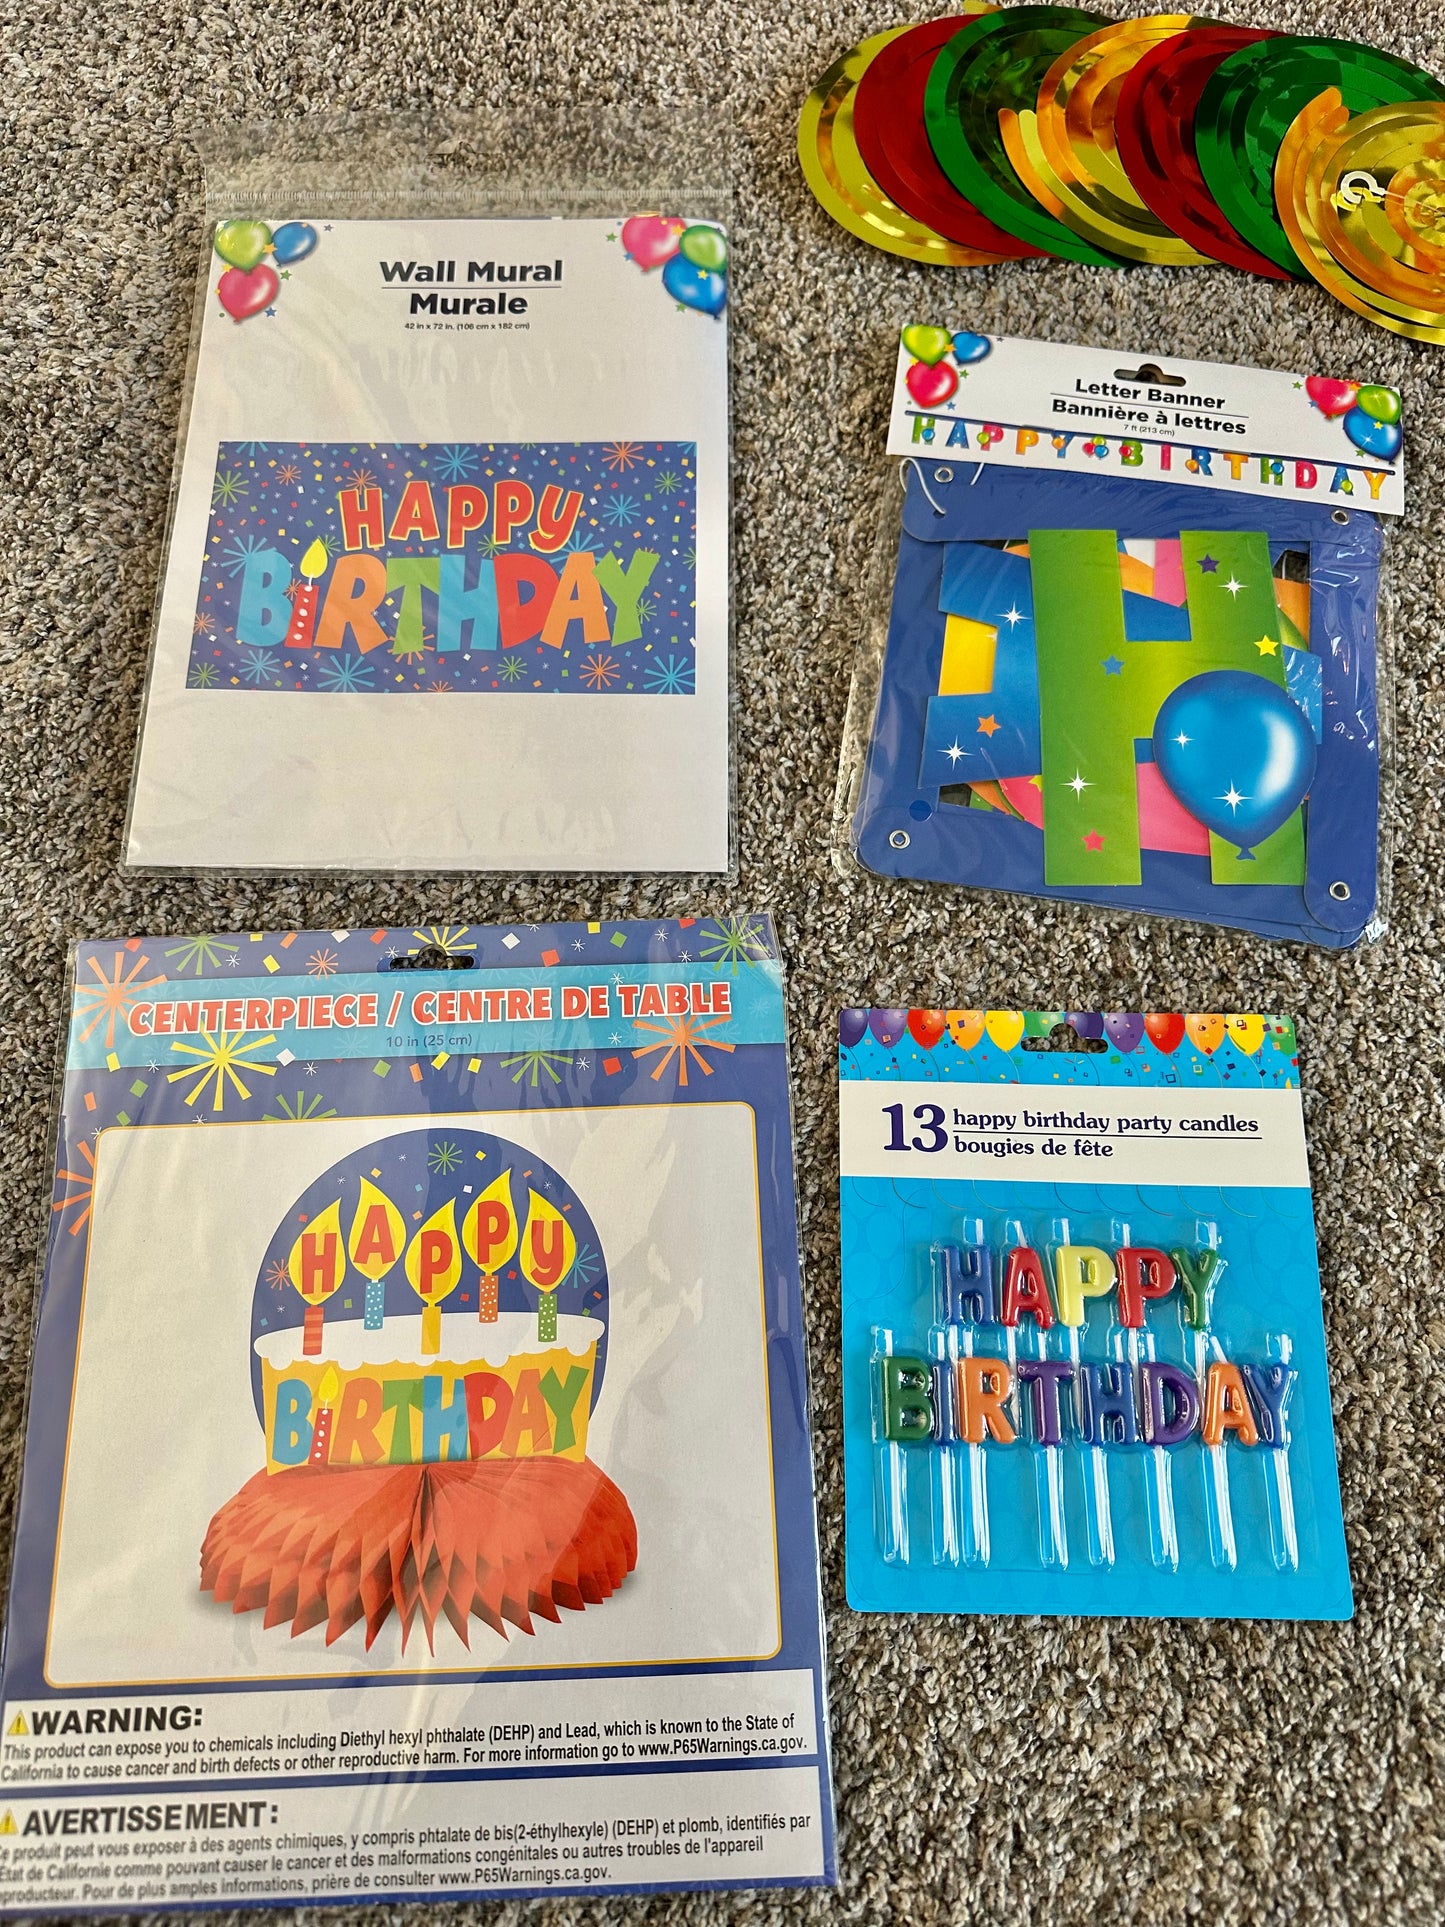 Wall Mural
Murale
42 in x 72 in. (106 cm x 182 cm)
HAPPY
BiRTHDAY
Letter Banner
Bannière à lettres
7 ft (213 cm)
HAPPY BIRTHDAY
H
CENTERPIECE / CENTRE DE TABLE
10 in (25 cm)
HAPPY
BiRTHDAY
⚠WARNING:
This product can expose you to chemicals including Diethyl hexyl phthalate (DEHP) and Lead, which is known to the State of
California to cause cancer and birth defects or other reproductive harm. For more information go to www.P65Warnings.ca.gov.
⚠AVERTISSEMENT:
produit peut vous exposer à des agents chimiques, y compris phtalate de bis(2-éthylhexyle) (DEHP) et plomb, identifiés par
État de Californie comme pouvant causer le cancer et des malformations congénitales ou autres troubles de l'appareil
reproducteur. Pour de plus amples informations, prière de consulter www.P65Warnings.ca.gov.
13 happy birthday party candles
bougies de fête
HAPPY
BIRTHDAY